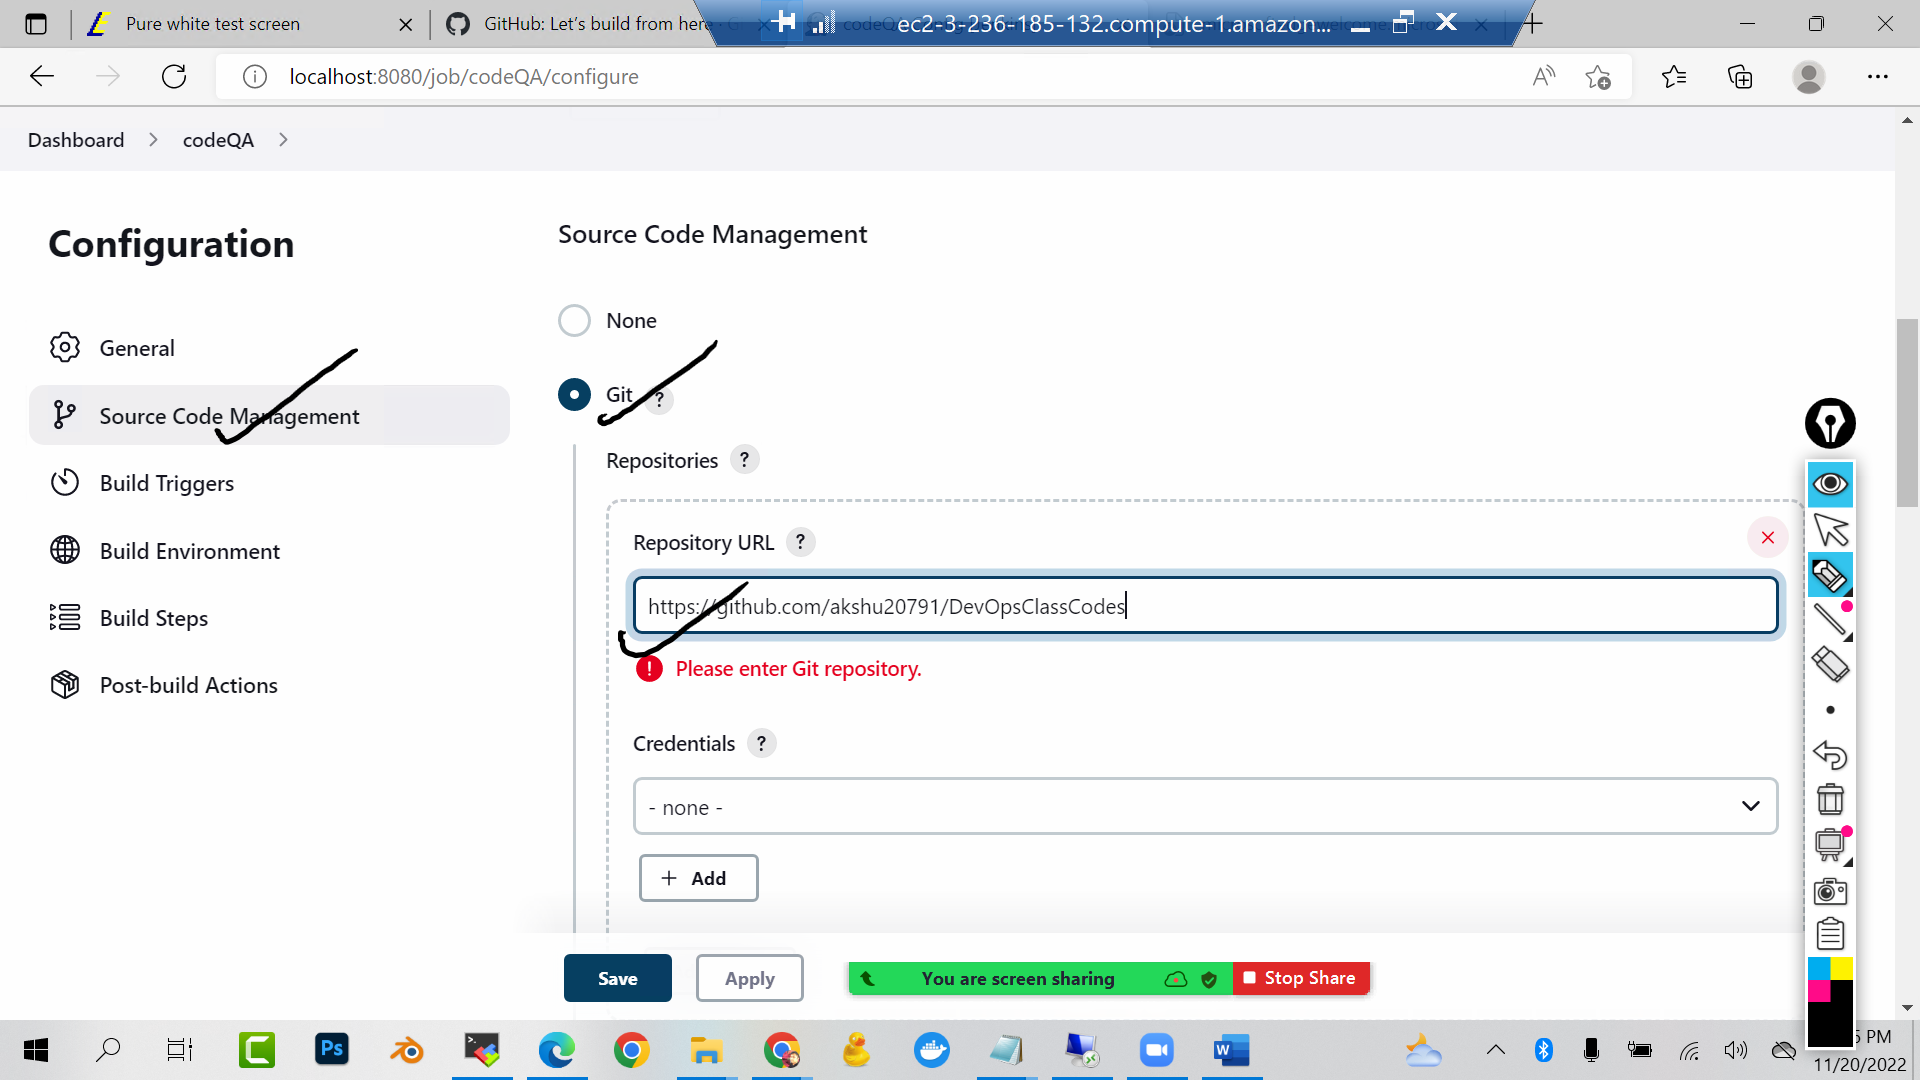 Pure white test screen
GitHub: Let's build from here · G
ec2-3-236-185-132.compute-1.amazon...
localhost:8080/job/codeQA/configure
Dashboard
codeQA
Configuration
General
Source Code Management
Build Triggers
Build Environment
Build Steps
Post-build Actions
Source Code Management
None
Git ?
Repositories ?
Repository URL ?
https://github.com/akshu20791/DevOpsClassCodes
! Please enter Git repository.
Credentials ?
- none -
+ Add
Save
Apply
You are screen sharing
Stop Share
Ps
W
PM
11/20/2022